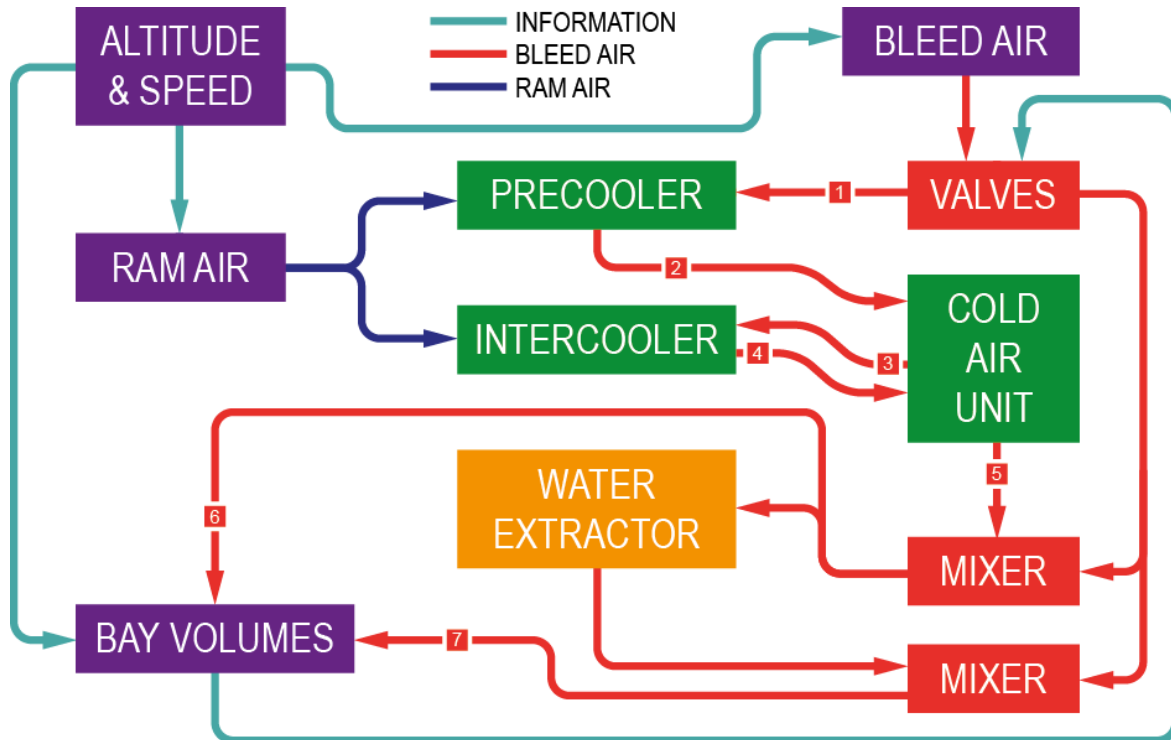 ALTITUDE
& SPEED
INFORMATION
BLEED AIR
RAM AIR
BLEED AIR
PRECOOLER
1
VALVES
RAM AIR
2
INTERCOOLER
4
3
COLD
AIR
UNIT
WATER
EXTRACTOR
5
6
MIXER
BAY VOLUMES
7
MIXER